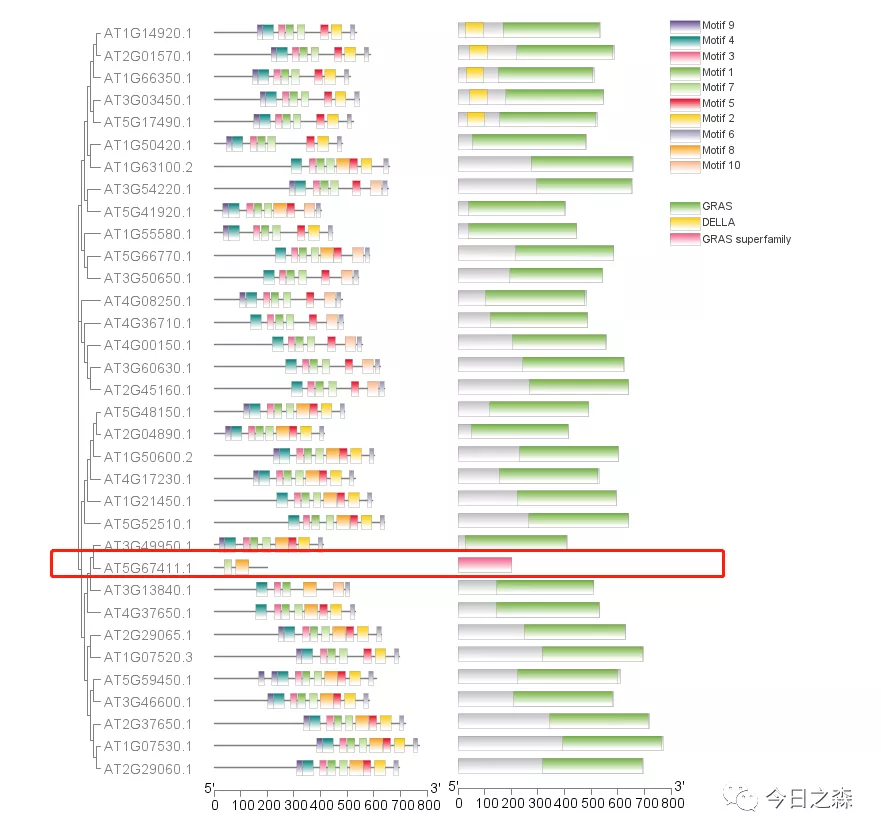 AT1G14920.1
AT2G01570.1
AT1G66350.1
AT3G03450.1
AT5G17490.1
AT1G50420.1
AT1G63100.2
AT3G54220.1
AT5G41920.1
AT1G55580.1
AT5G66770.1
AT3G50650.1
AT4G08250.1
AT4G36710.1
AT4G00150.1
AT3G60630.1
AT2G45160.1
AT5G48150.1
AT2G04890.1
AT1G50600.2
AT4G17230.1
AT1G21450.1
AT5G52510.1
AT3G49950.1
AT5G67411.1
AT3G13840.1
AT4G37650.1
AT2G29065.1
AT1G07520.3
AT5G59450.1
AT3G46600.1
AT2G37650.1
AT1G07530.1
AT2G29060.1
5' 3'
0 100 200 300 400 500 600 700 800
5' 3'
0 100 200 300 400 500 600 700 800
Motif 9
Motif 4
Motif 3
Motif 1
Motif 7
Motif 5
Motif 2
Motif 6
Motif 8
Motif 10
GRAS
DELLA
GRAS superfamily
今日之森